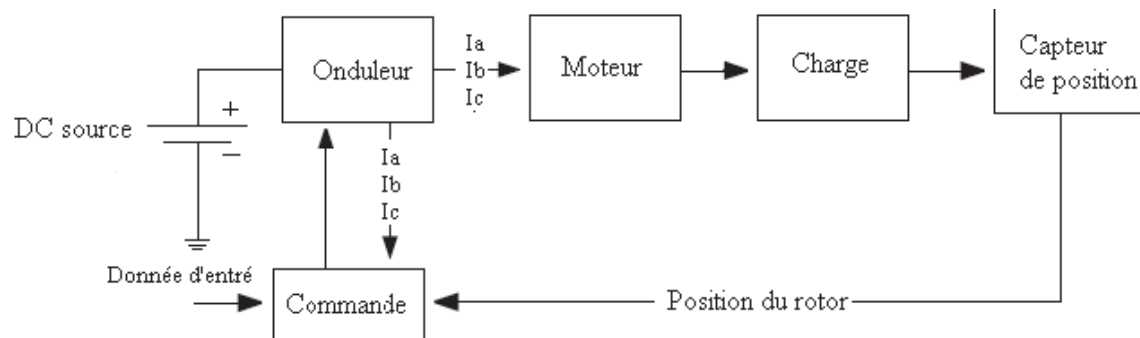 Onduleur
Ia
Ib
Ic
Moteur
Charge
Capteur
de position
DC source
+
−
Ia
Ib
Ic
Donnée d'entré
Commande
Position du rotor